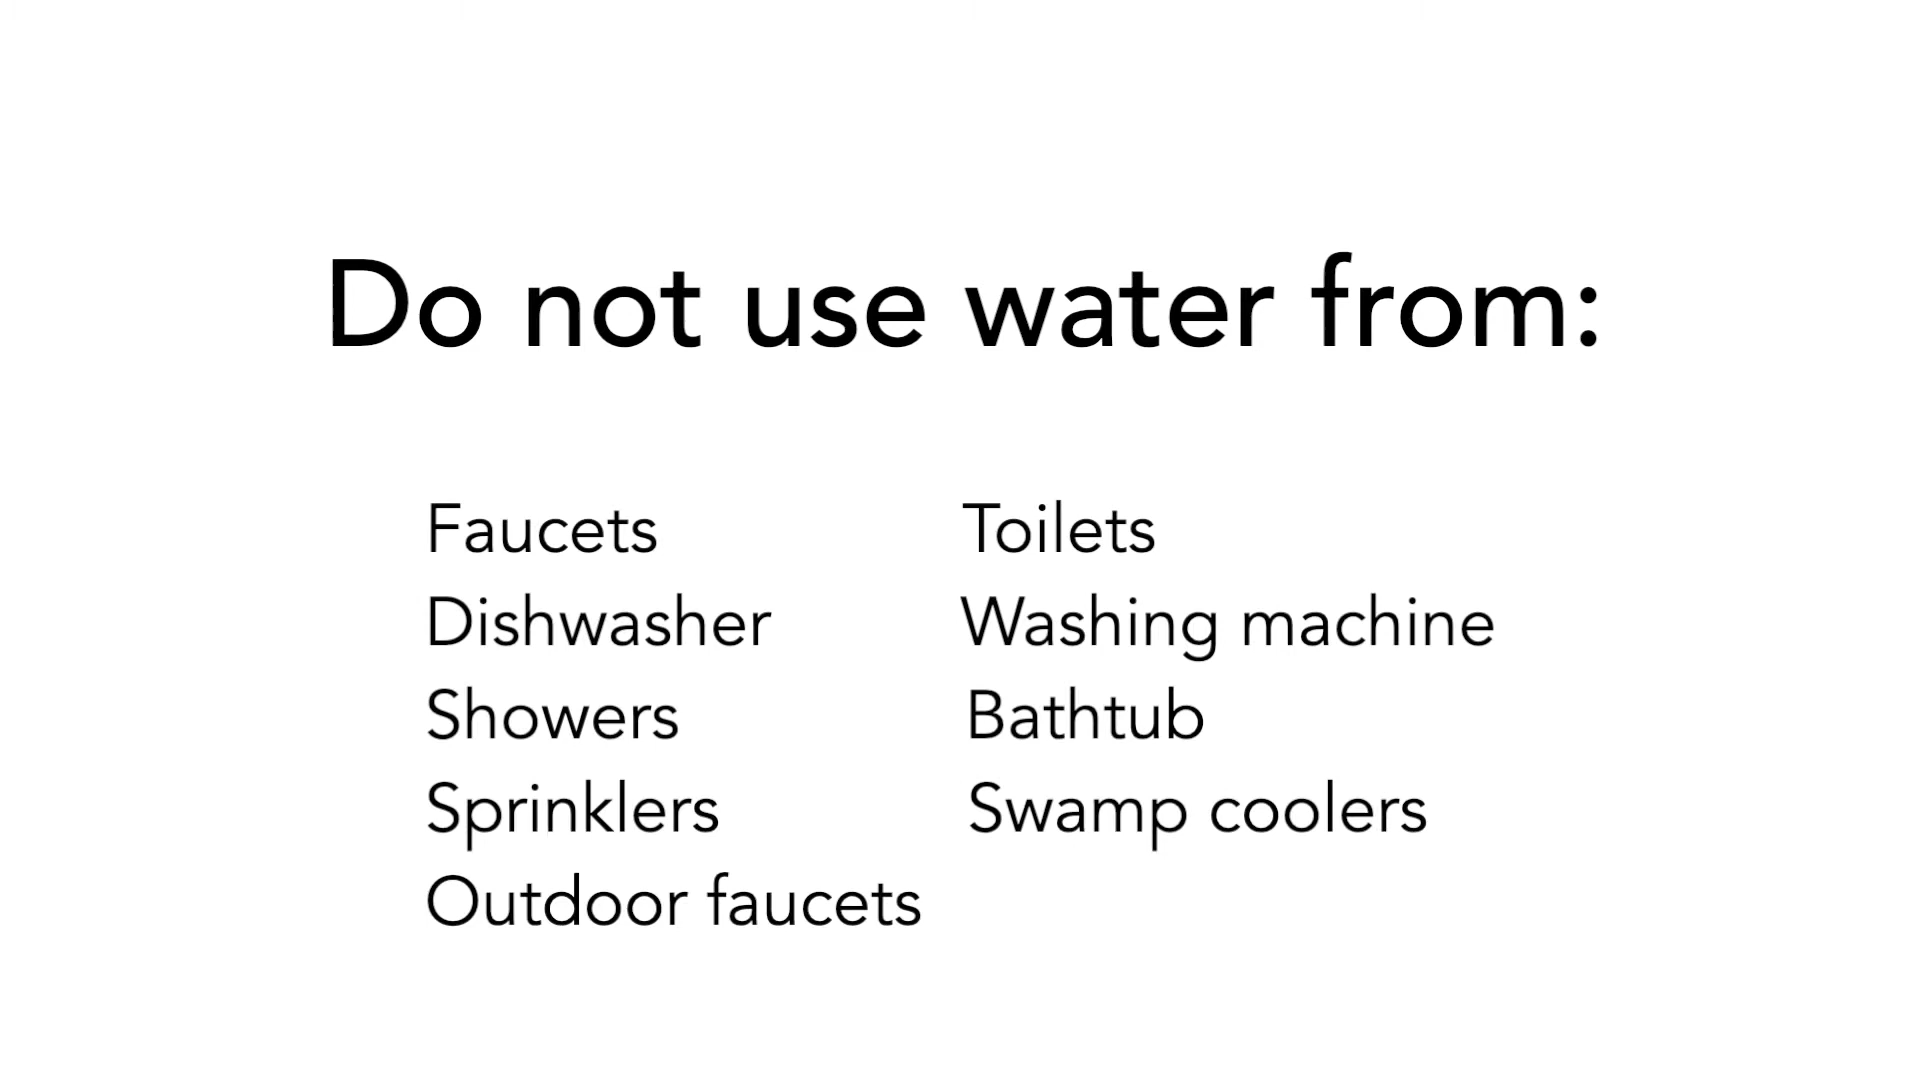 Do not use water from:
Faucets
Dishwasher
Showers
Sprinklers
Outdoor faucets
Toilets
Washing machine
Bathtub
Swamp coolers